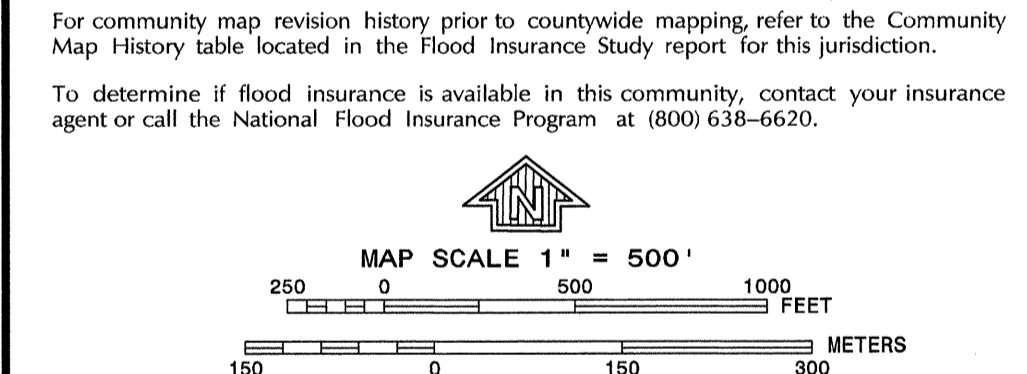 For community map revision history prior to countywide mapping, refer to the Community
Map History table located in the Flood Insurance Study report for this jurisdiction.
To determine if flood insurance is available in this community, contact your insurance
agent or call the National Flood Insurance Program at (800) 638–6620.
N
MAP SCALE 1" = 500'
250 0 500 1000
FEET
METERS
150 0 150 300